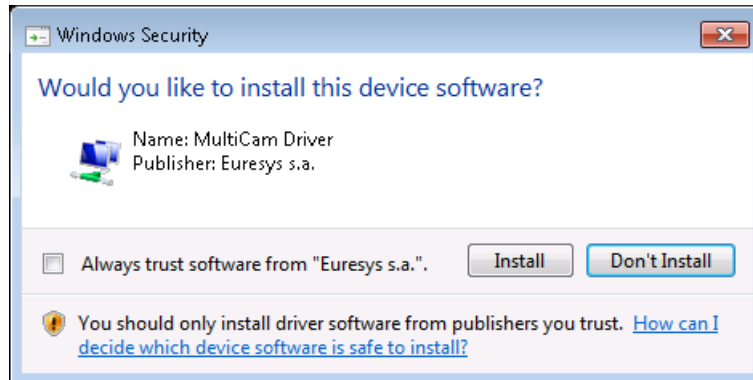 Windows Security
Would you like to install this device software?
Name: MultiCam Driver
Publisher: Euresys s.a.
Always trust software from "Euresys s.a.".
Install
Don't Install
You should only install driver software from publishers you trust. How can I
decide which device software is safe to install?